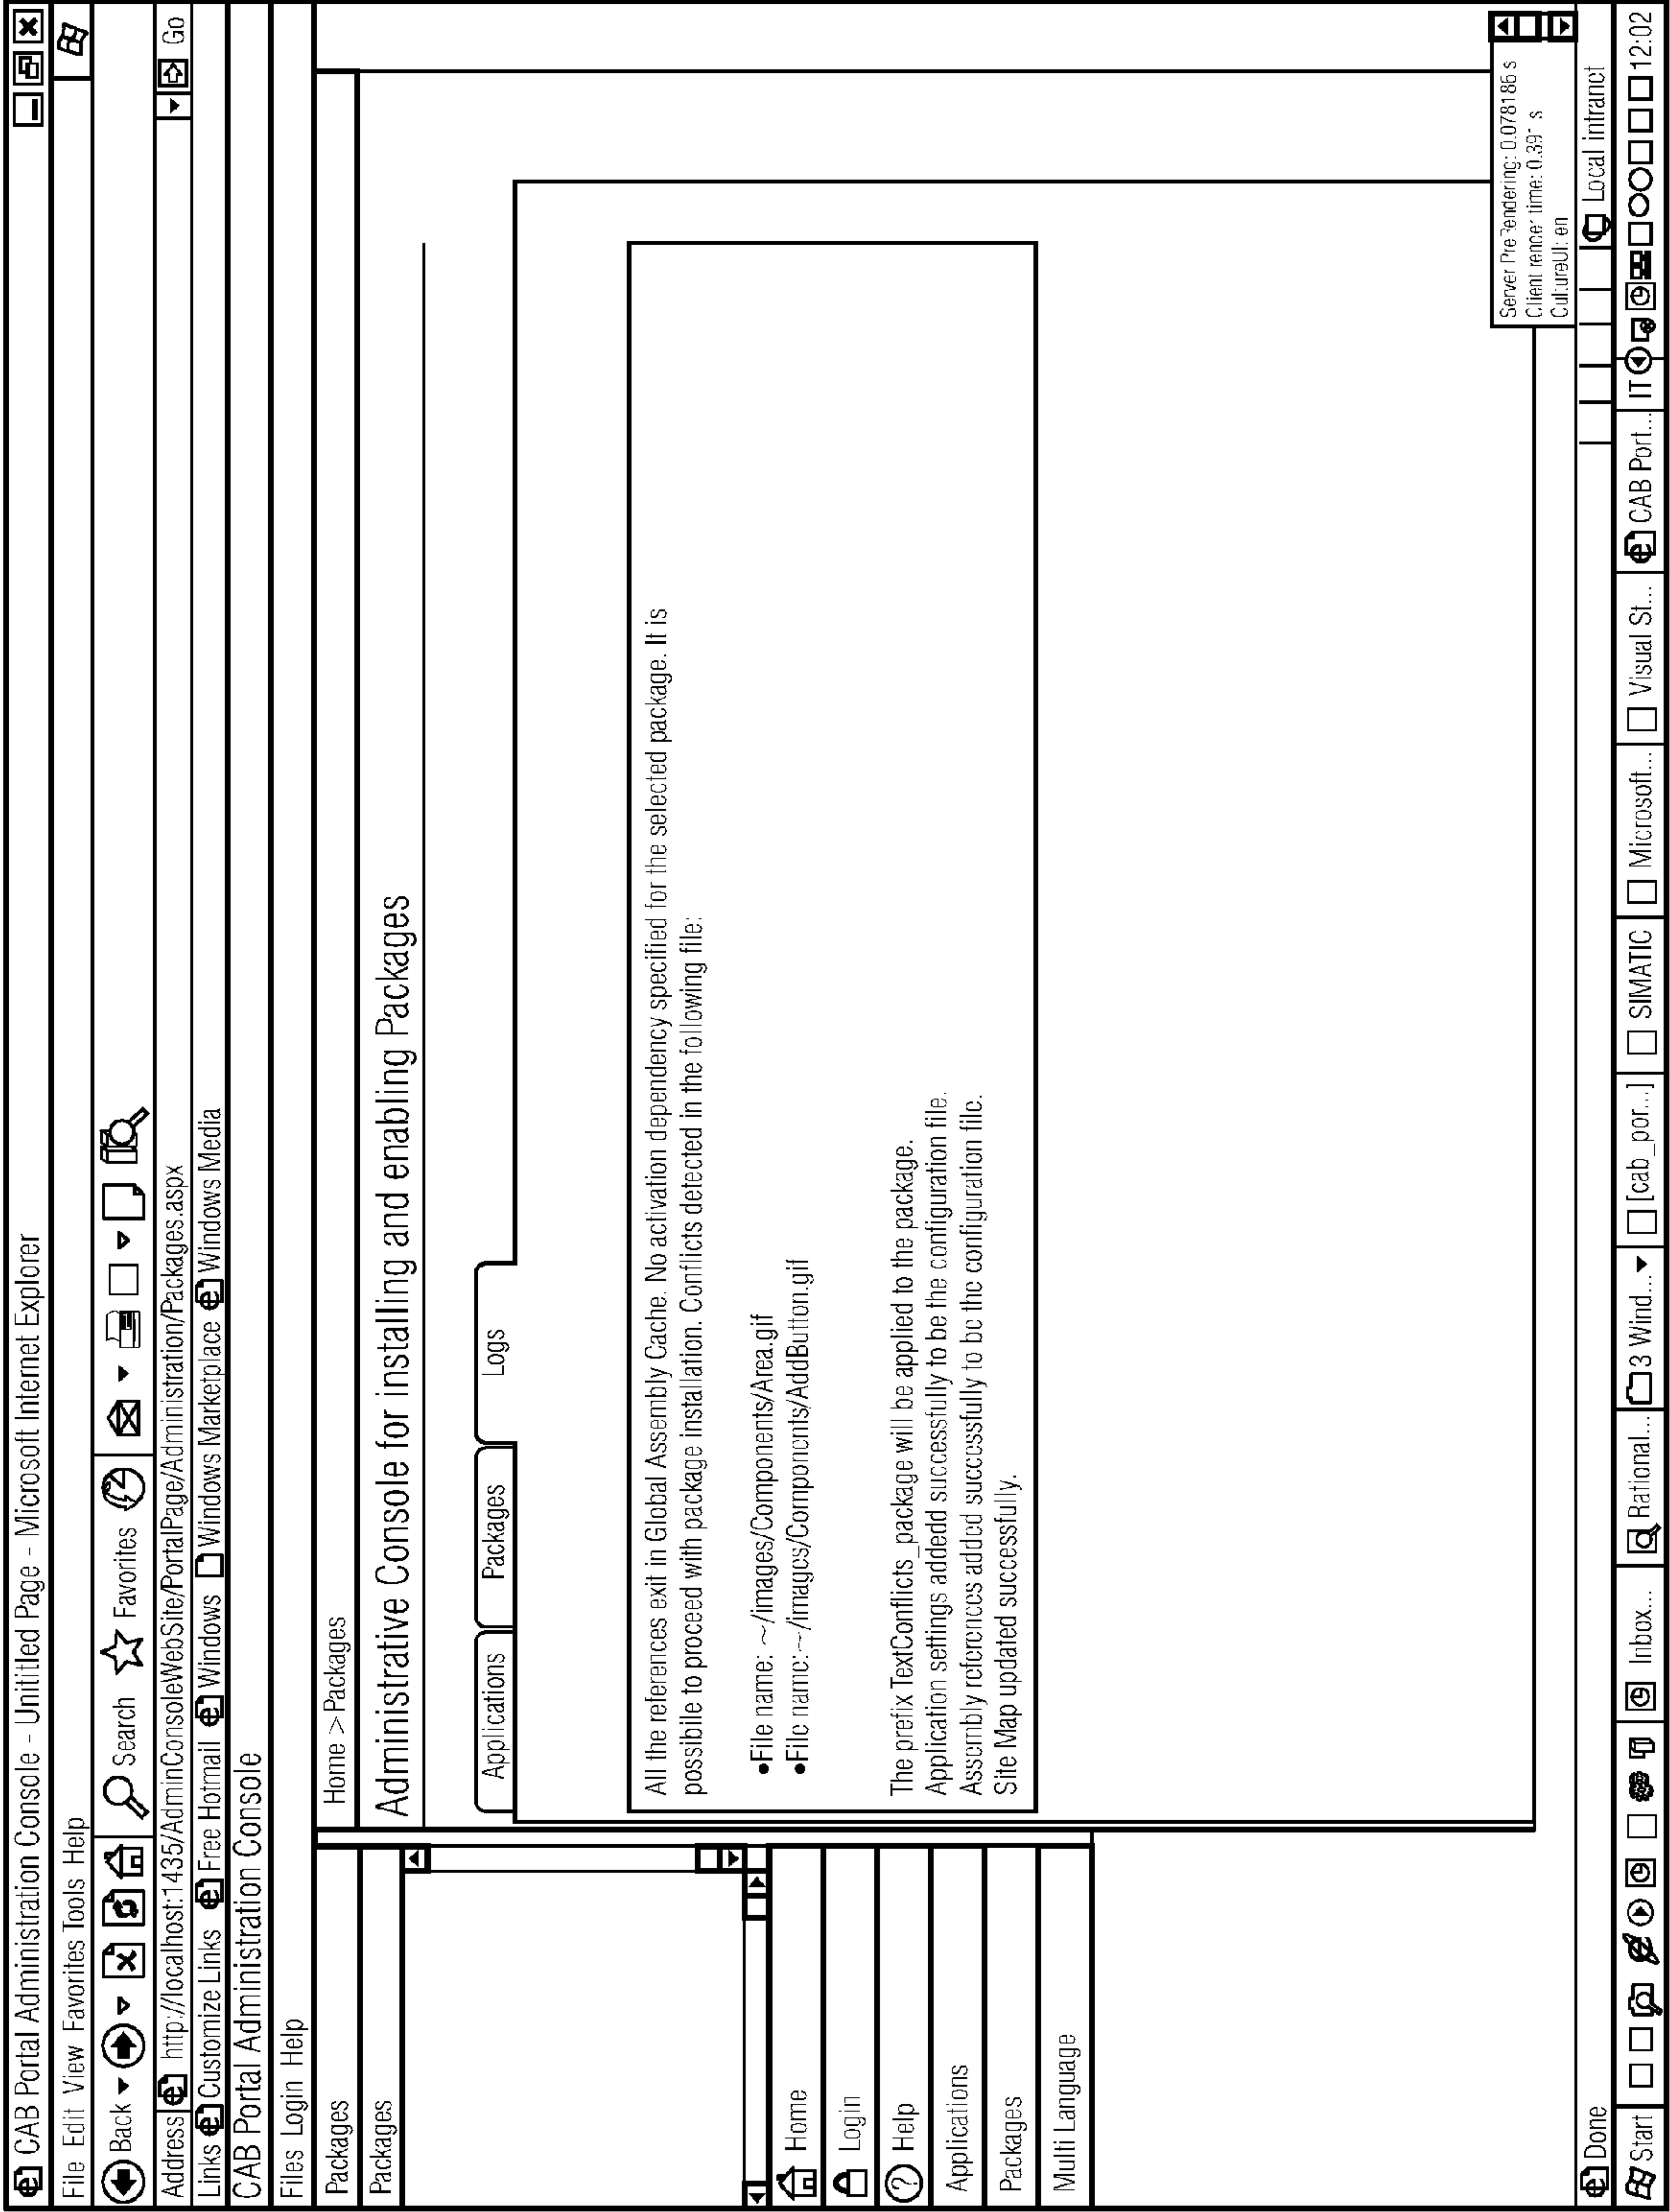 CAB Portal Administration Console - Unititled Page - Microsoft Internet Explorer
File Edit View Favorites Tools Help
Back Search Favorites
Address http://localhost:1435/AdminConsoleWebSite/PortalPage/Administration/Packages.aspx Go
Links Customize Links Free Hotmail Windows Windows Marketplace Windows Media
CAB Portal Administration Console
Files Login Help
Packages
Packages
Home
Login
Help
Applications
Packages
Multi Language
Home >Packages
Administrative Console for installing and enabling Packages
Applications Packages Logs
All the references exit in Global Assembly Cache. No activation dependency specified for the selected package. It is
possibile to proceed with package installation. Conflicts detected in the following file:
•File name: ~/images/Components/Area.gif
•File name:~/images/Components/AddButton.gif
The prefix TextConflicts_package will be applied to the package.
Application settings addedd successfully to be the configuration file.
Assembly references added successfully to be the configuration file.
Site Map updated successfully.
Server PreRendering: 0.078186 s
Client render time: 0.391 s
CultureUI: en
Done Local intranet
Start Inbox... Rational... 3 Wind... [cab_por...] SIMATIC Microsoft... Visual St... CAB Port... IT 12:02